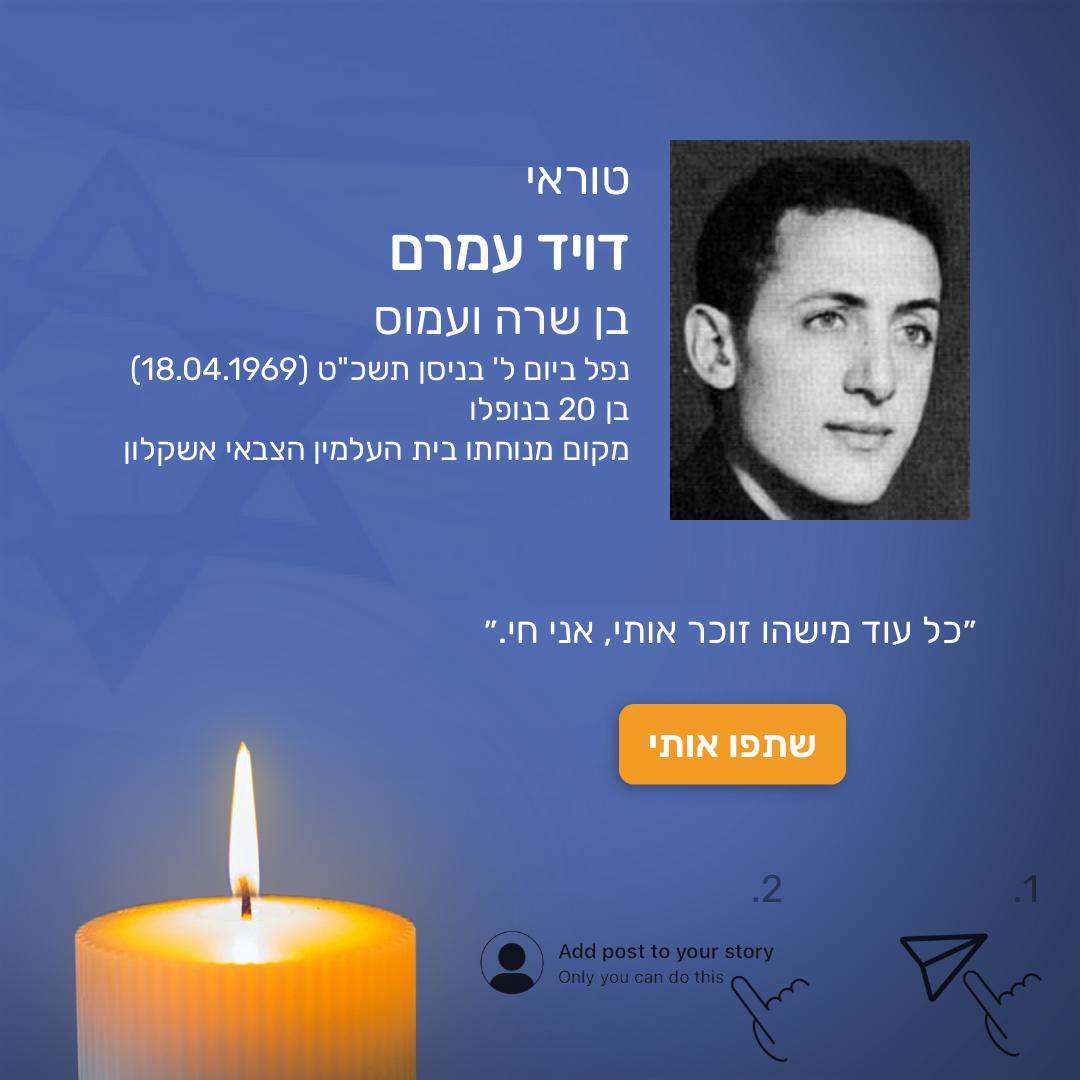 טוראי
דויד עמרם
בן שרה ועמוס
נפל ביום ל' בניסן תשכ"ט (18.04.1969)
בן 20 בנופלו
מקום מנוחתו בית העלמין הצבאי אשקלון
״כל עוד מישהו זוכר אותי, אני חי.״
שתפו אותי
.1
.2
Add post to your story
Only you can do this